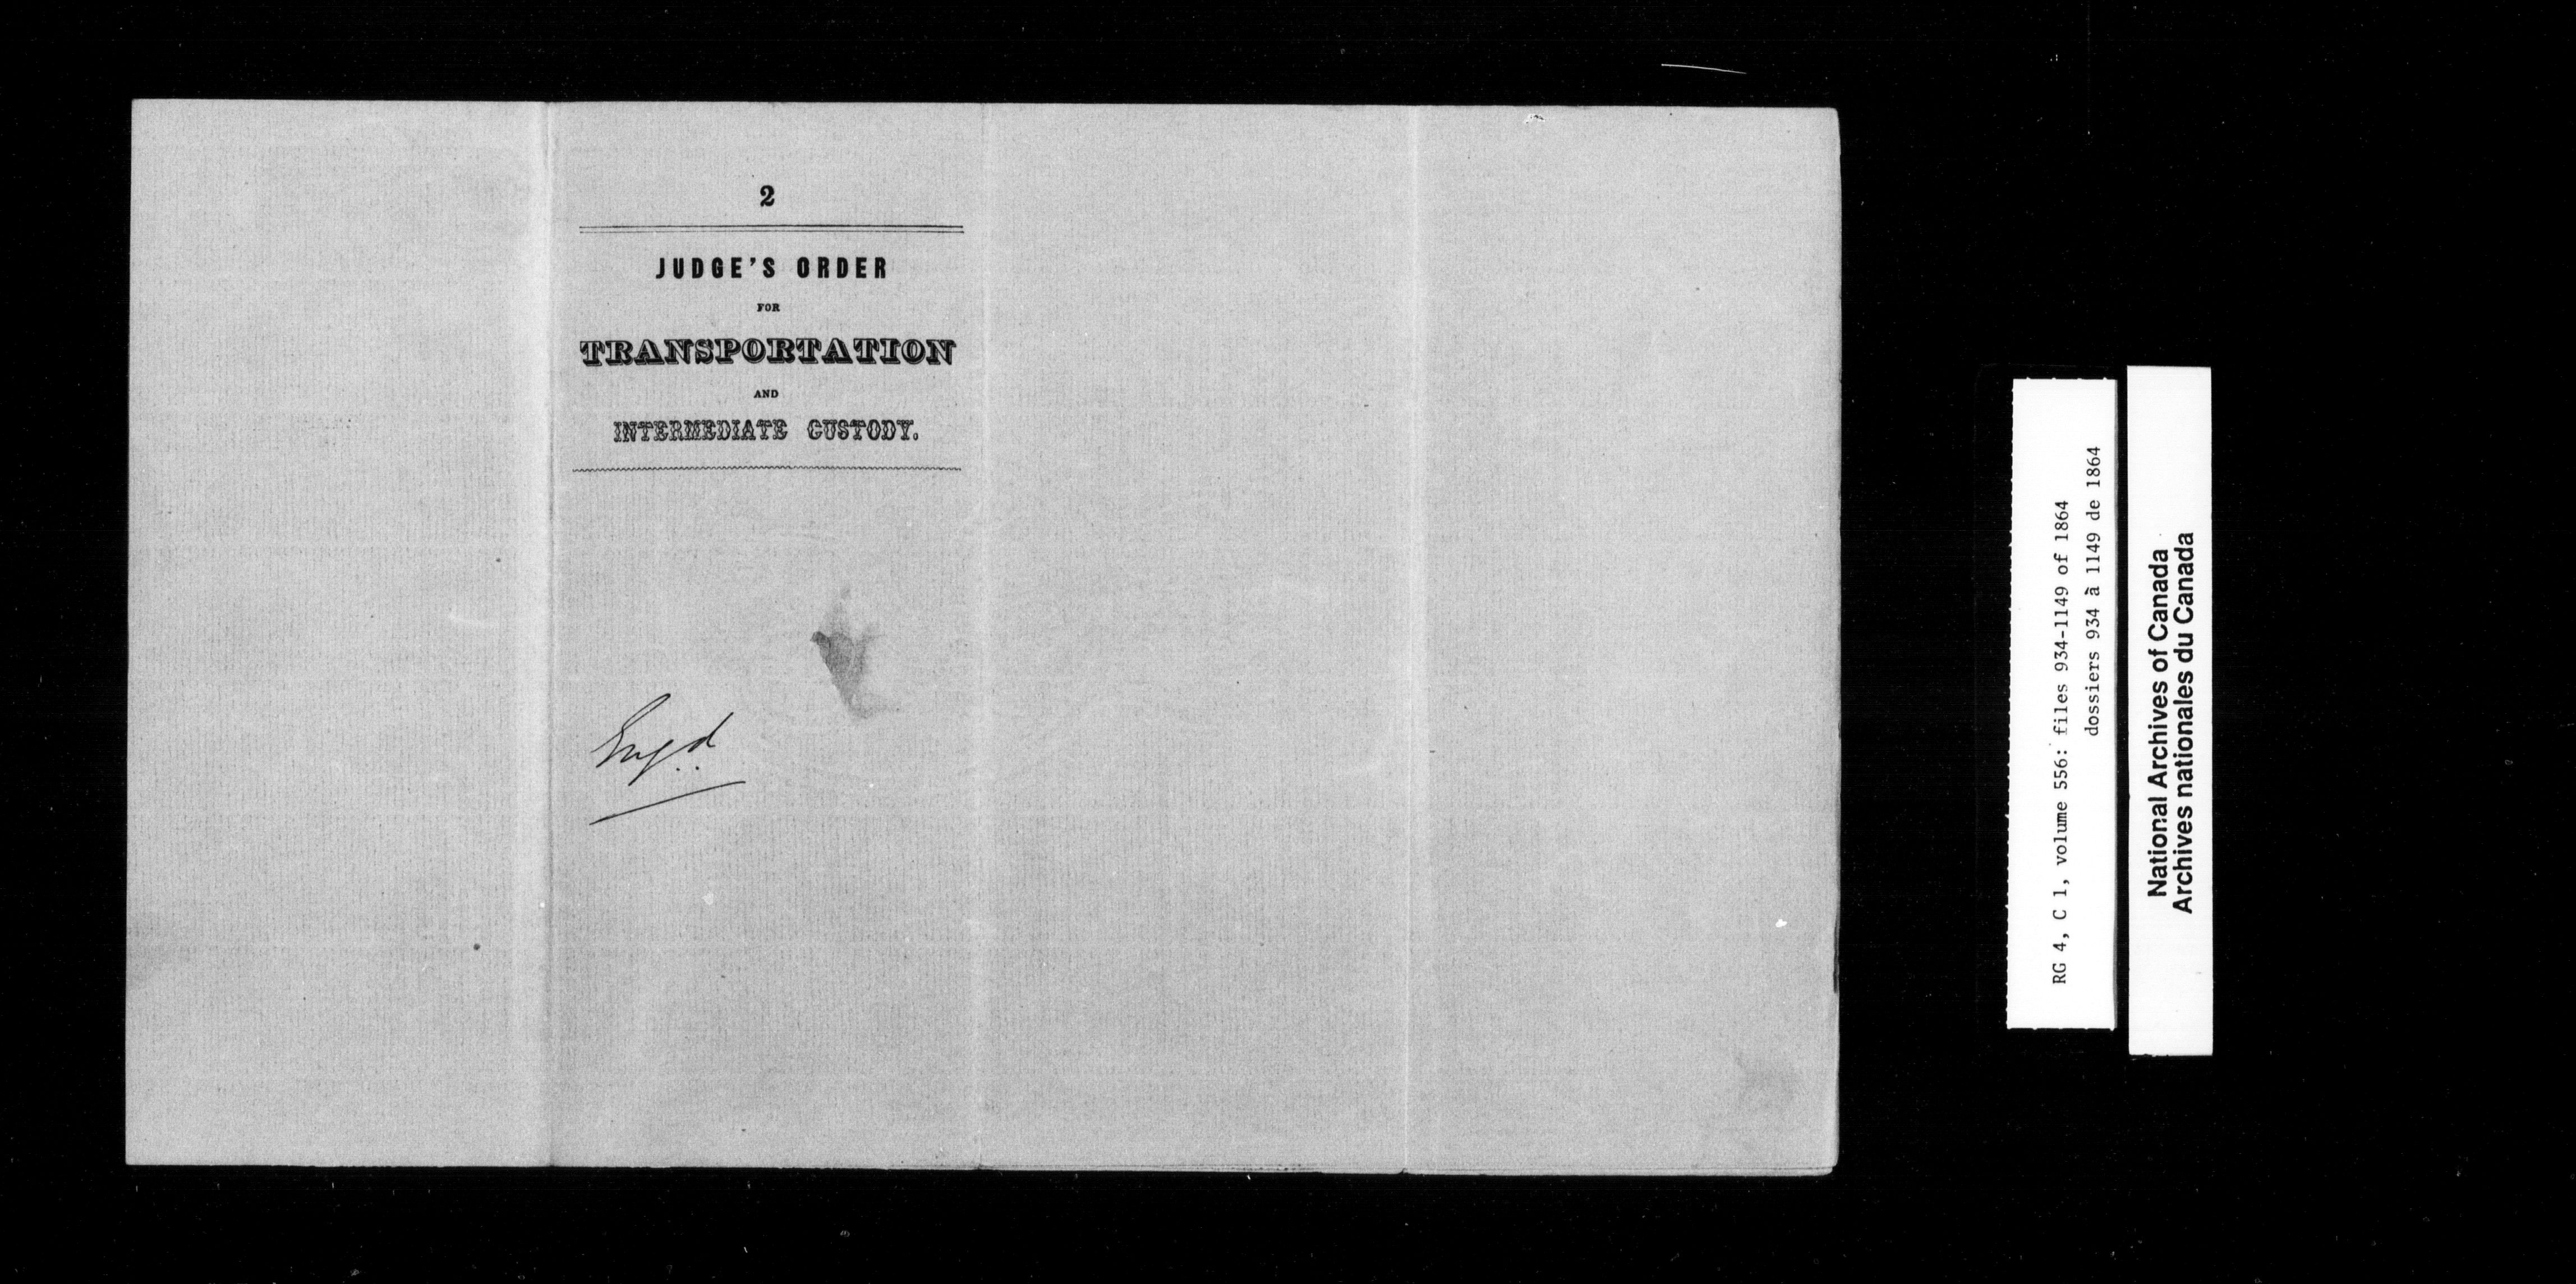 2
JUDGE'S ORDER
FOR
TRANSPORTATION
AND
INTERMEDIATE CUSTODY.
Engd
RG 4, C 1, volume 556: files 934-1149 of 1864
dossiers 934 à 1149 de 1864
National Archives of Canada
Archives nationales du Canada